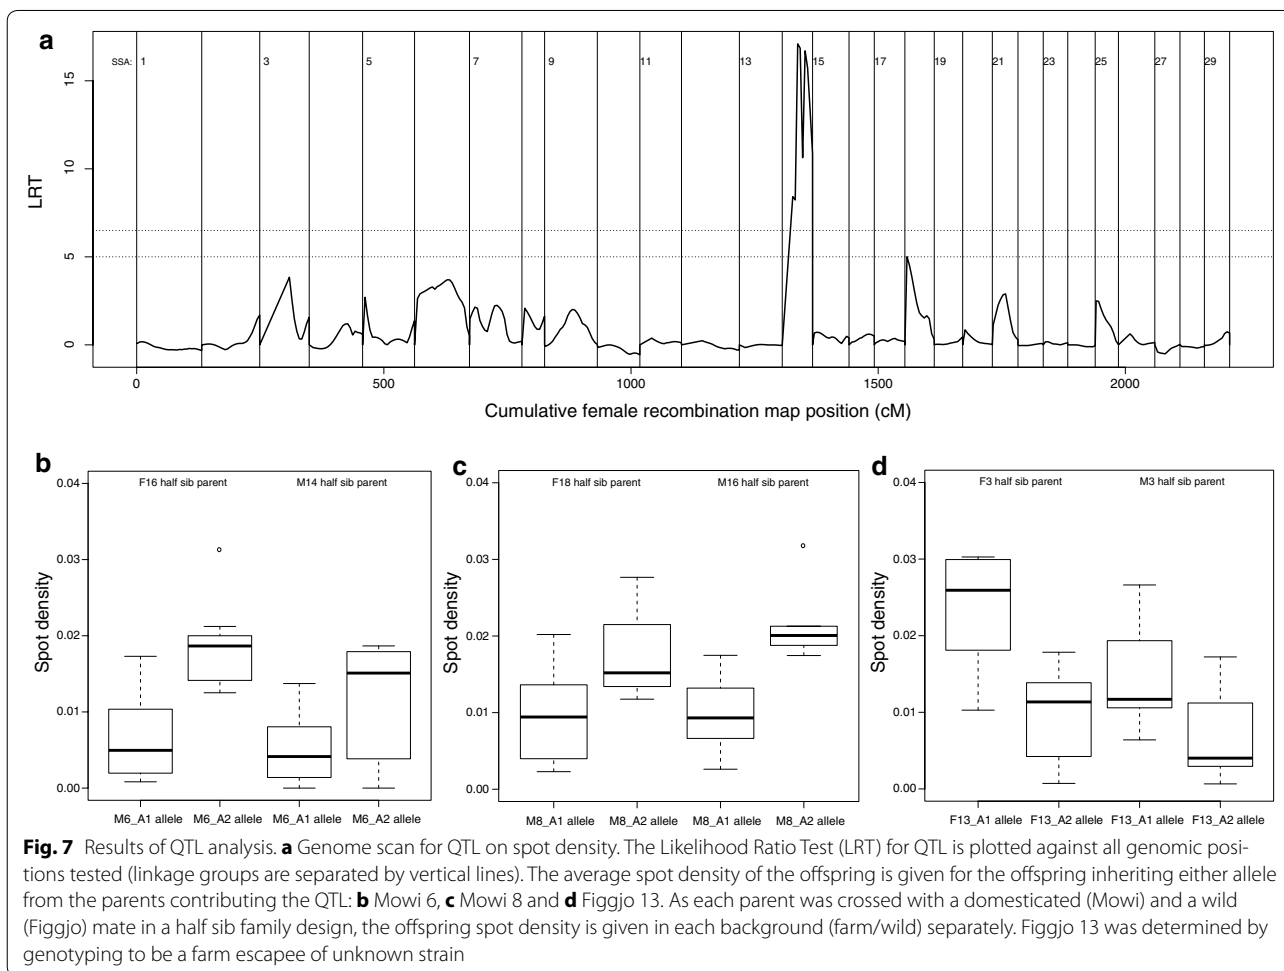 a
SSA: 1 3 5 7 9 11 13 15 17 19 21 23 25 27 29
LRT
15
10
5
0
0 500 1000 1500 2000
Cumulative female recombination map position (cM)
b
F16 half sib parent M14 half sib parent
Spot density
0.04
0.03
0.02
0.01
0.00
M6_A1 allele M6_A2 allele M6_A1 allele M6_A2 allele
c
F18 half sib parent M16 half sib parent
Spot density
0.04
0.03
0.02
0.01
0.00
M8_A1 allele M8_A2 allele M8_A1 allele M8_A2 allele
d
F3 half sib parent M3 half sib parent
Spot density
0.04
0.03
0.02
0.01
0.00
F13_A1 allele F13_A2 allele F13_A1 allele F13_A2 allele
Fig. 7 Results of QTL analysis. a Genome scan for QTL on spot density. The Likelihood Ratio Test (LRT) for QTL is plotted against all genomic posi-
tions tested (linkage groups are separated by vertical lines). The average spot density of the offspring is given for the offspring inheriting either allele
from the parents contributing the QTL: b Mowi 6, c Mowi 8 and d Figgjo 13. As each parent was crossed with a domesticated (Mowi) and a wild
(Figgjo) mate in a half sib family design, the offspring spot density is given in each background (farm/wild) separately. Figgjo 13 was determined by
genotyping to be a farm escapee of unknown strain